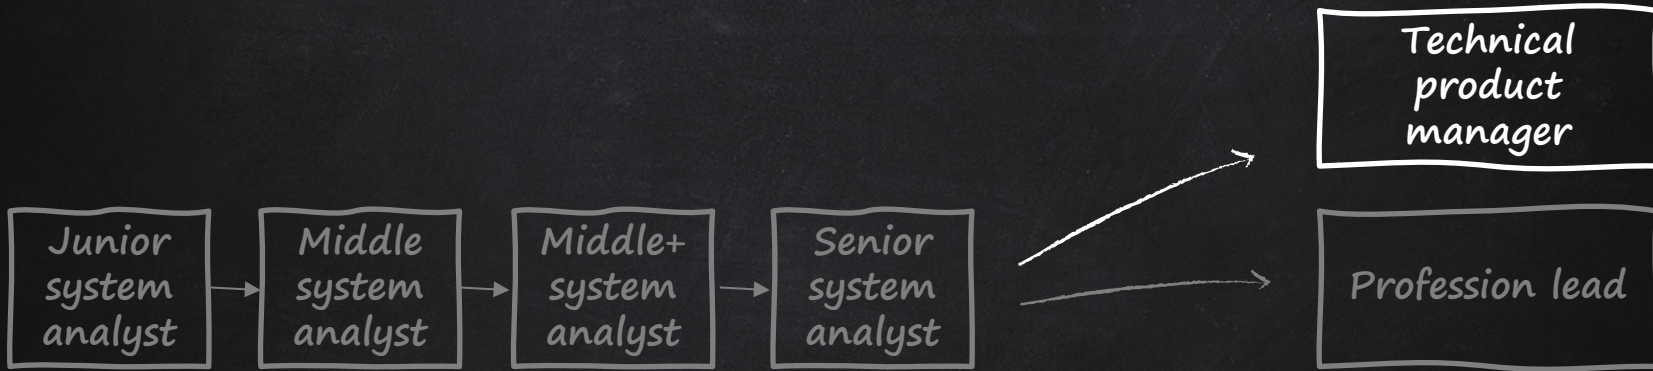 Technical
product
manager
Junior
system
analyst
Middle
system
analyst
Middle+
system
analyst
Senior
system
analyst
Profession lead